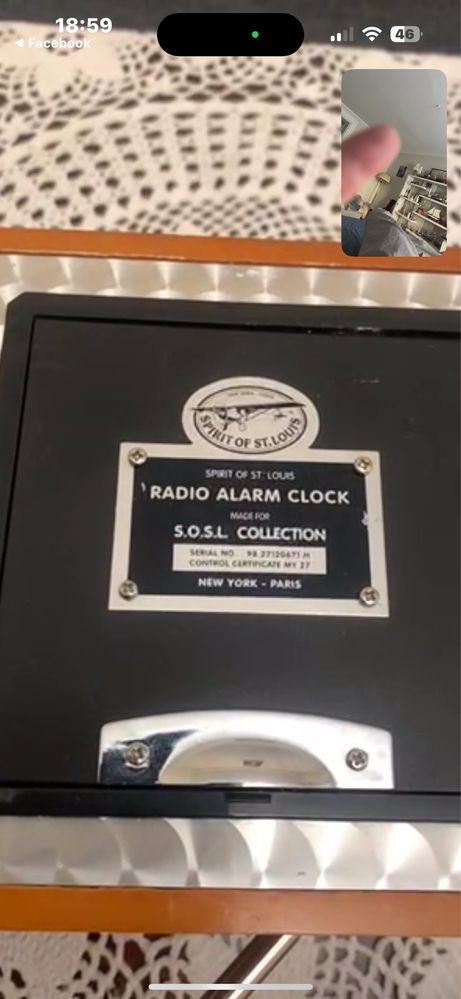 18:59
46
◀ Facebook
SPIRIT OF ST. LOUIS
SPIRIT OF ST. LOUIS
RADIO ALARM CLOCK
MADE FOR
S.O.S.L. COLLECTION
SERIAL NO. 98.27120671.H
CONTROL CERTIFICATE MY 27
NEW YORK - PARIS